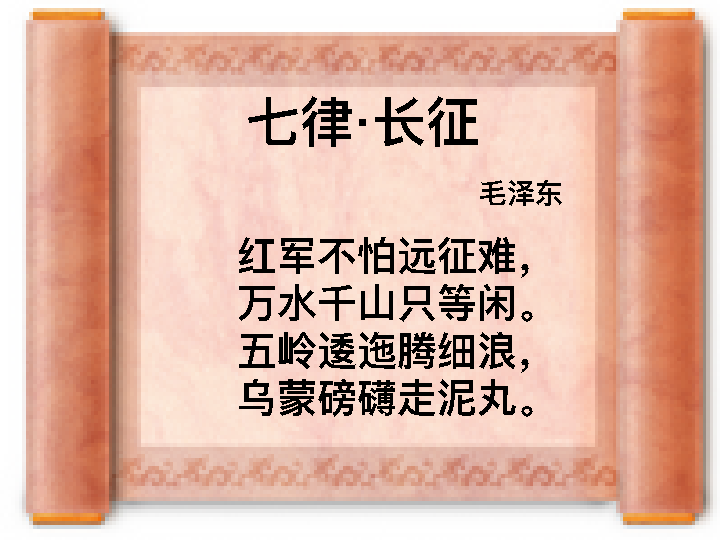 七律·长征
毛泽东
红军不怕远征难，
万水千山只等闲。
五岭逶迤腾细浪，
乌蒙磅礴走泥丸。